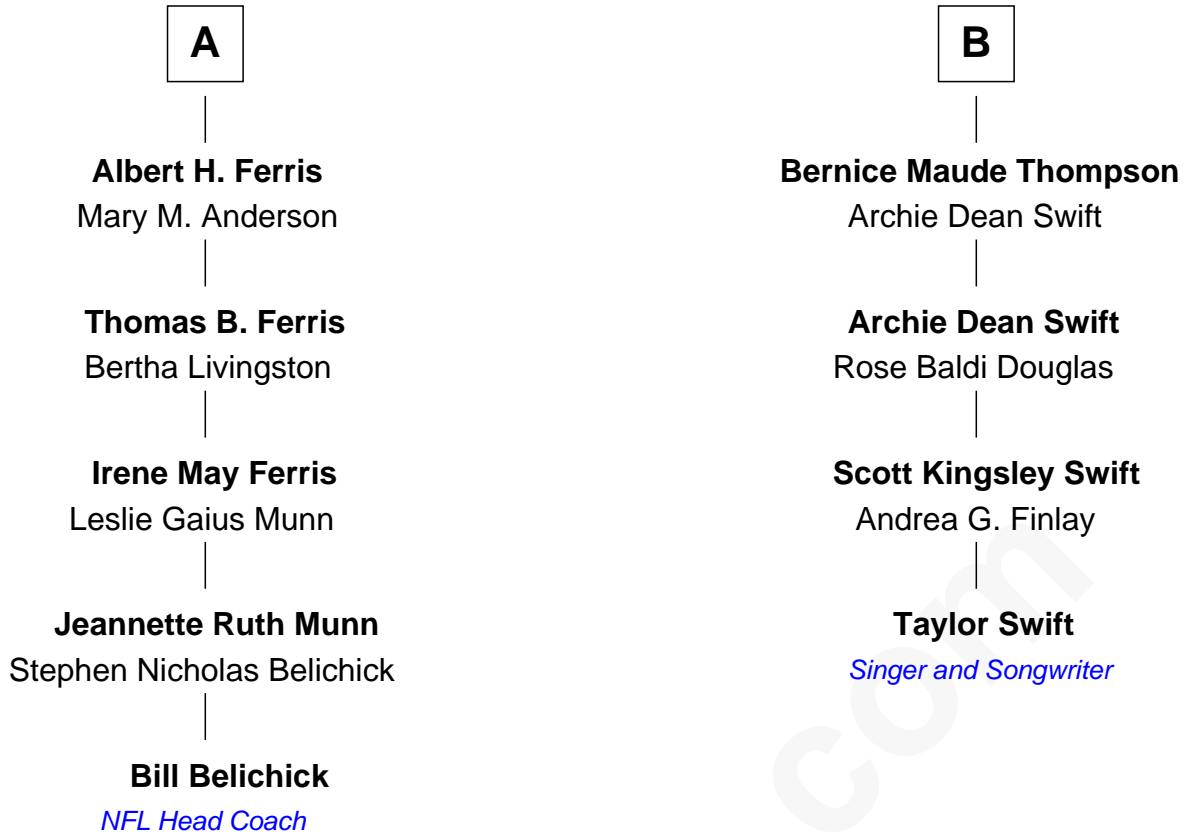 A
Albert H. Ferris
Mary M. Anderson
Thomas B. Ferris
Bertha Livingston
Irene May Ferris
Leslie Gaius Munn
Jeannette Ruth Munn
Stephen Nicholas Belichick
Bill Belichick
NFL Head Coach
B
Bernice Maude Thompson
Archie Dean Swift
Archie Dean Swift
Rose Baldi Douglas
Scott Kingsley Swift
Andrea G. Finlay
Taylor Swift
Singer and Songwriter
com